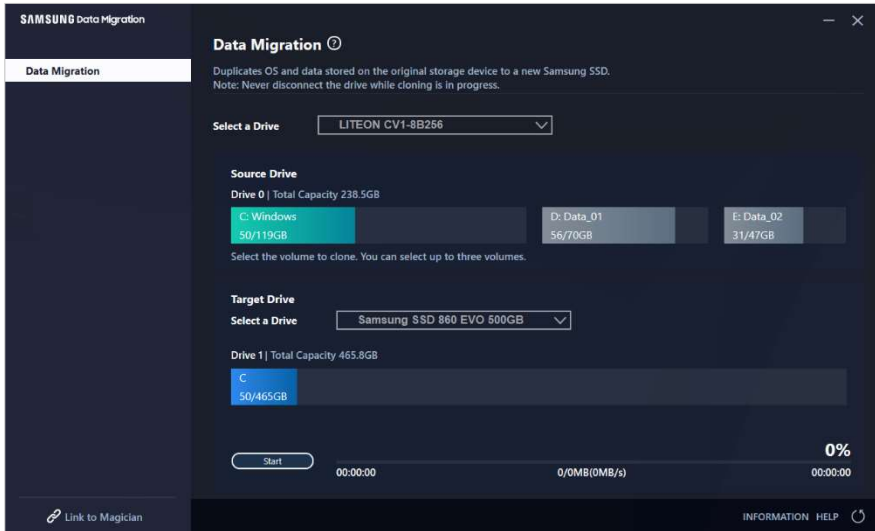 SAMSUNG Data Migration
Data Migration
Data Migration ?
Duplicates OS and data stored on the original storage device to a new Samsung SSD.
Note: Never disconnect the drive while cloning is in progress.
Select a Drive LITEON CV1-8B256
Source Drive
Drive 0 | Total Capacity 238.5GB
C: Windows D: Data_01 E: Data_02
50/119GB 56/70GB 31/47GB
Select the volume to clone. You can select up to three volumes.
Target Drive
Select a Drive Samsung SSD 860 EVO 500GB
Drive 1 | Total Capacity 465.8GB
C
50/465GB
0%
Start
00:00:00 0/0MB(0MB/s) 00:00:00
Link to Magician
INFORMATION HELP